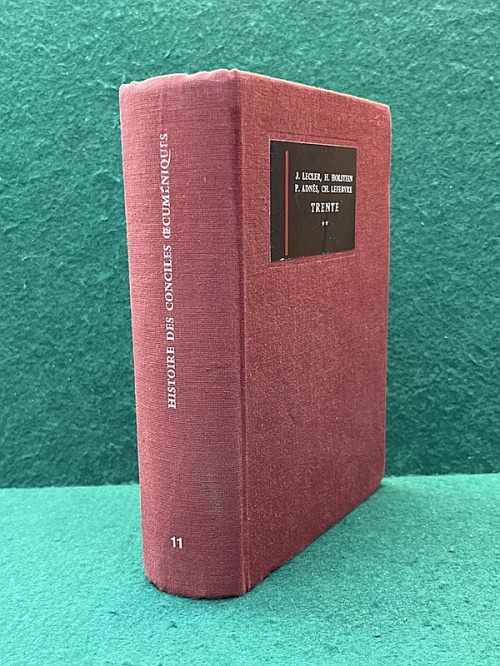 HISTOIRE DES CONCILES ŒCUMÉNIQUES
11
J. LECLER, H. HOLSTEIN
P. ADNÈS, CH. LEFEBVRE
TRENTE
**